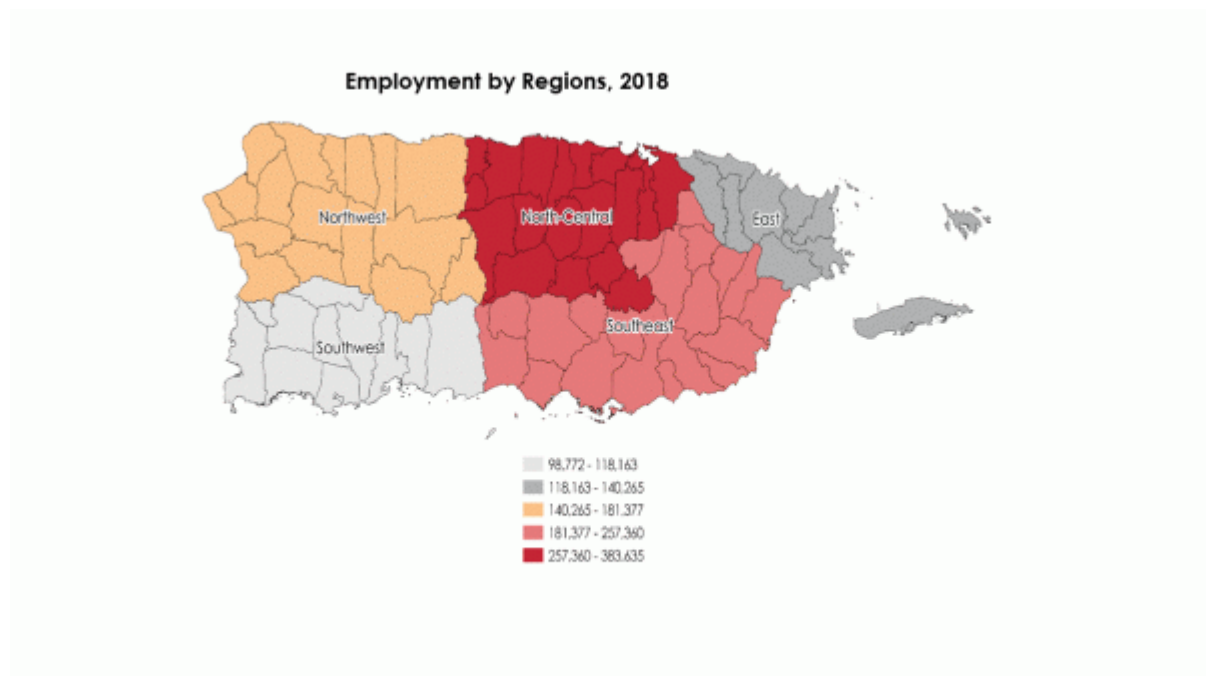 Employment by Regions, 2018
Northwest
North-Central
East
Southeast
Southwest
98,772 - 118,163
118,163 - 140,265
140,265 - 181,377
181,377 - 257,360
257,360 - 383,635